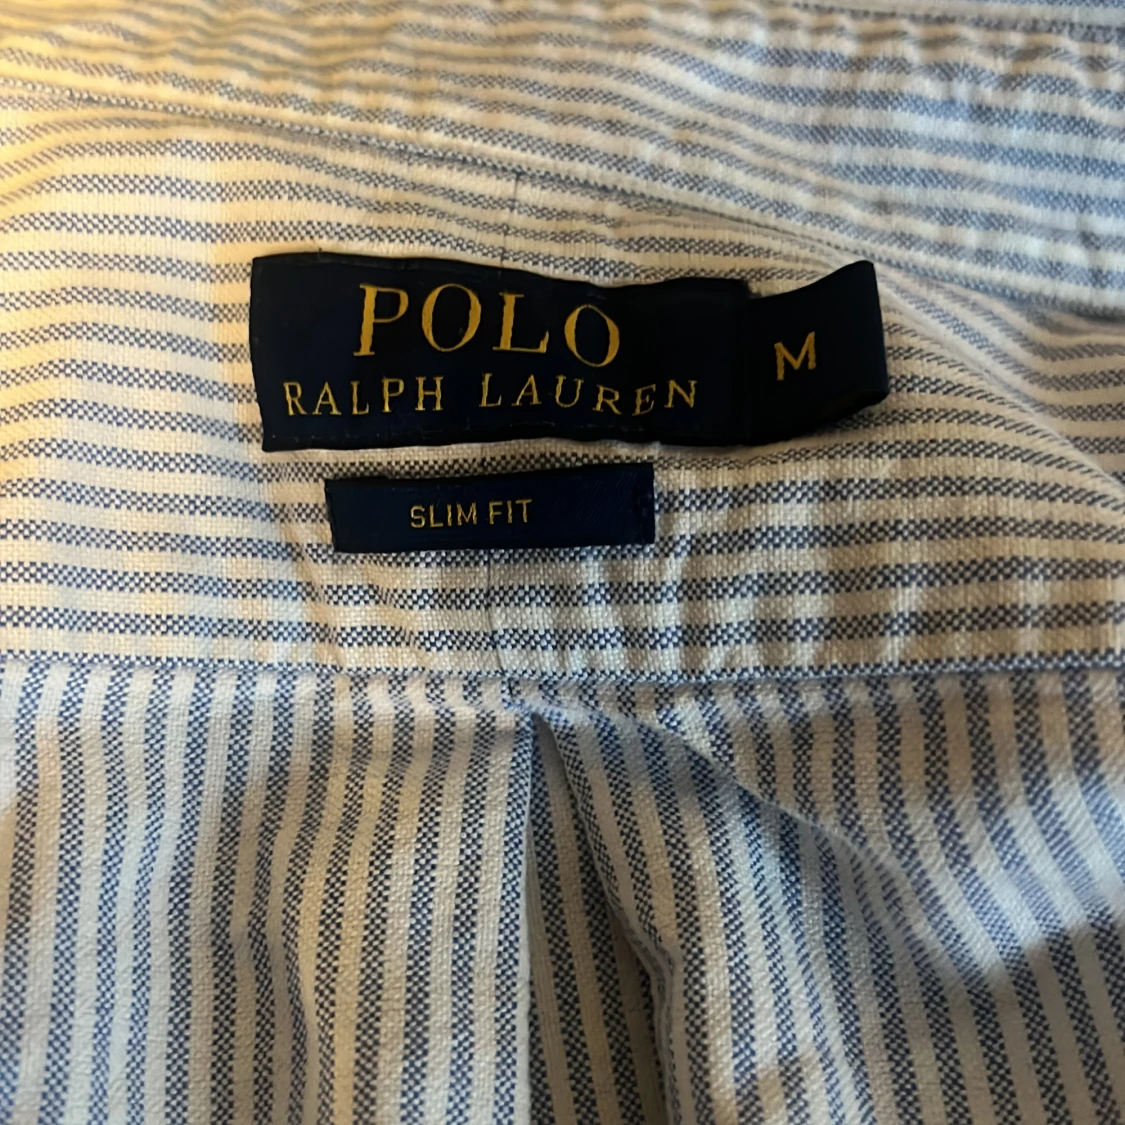 POLO
RALPH LAUREN
M
SLIM FIT